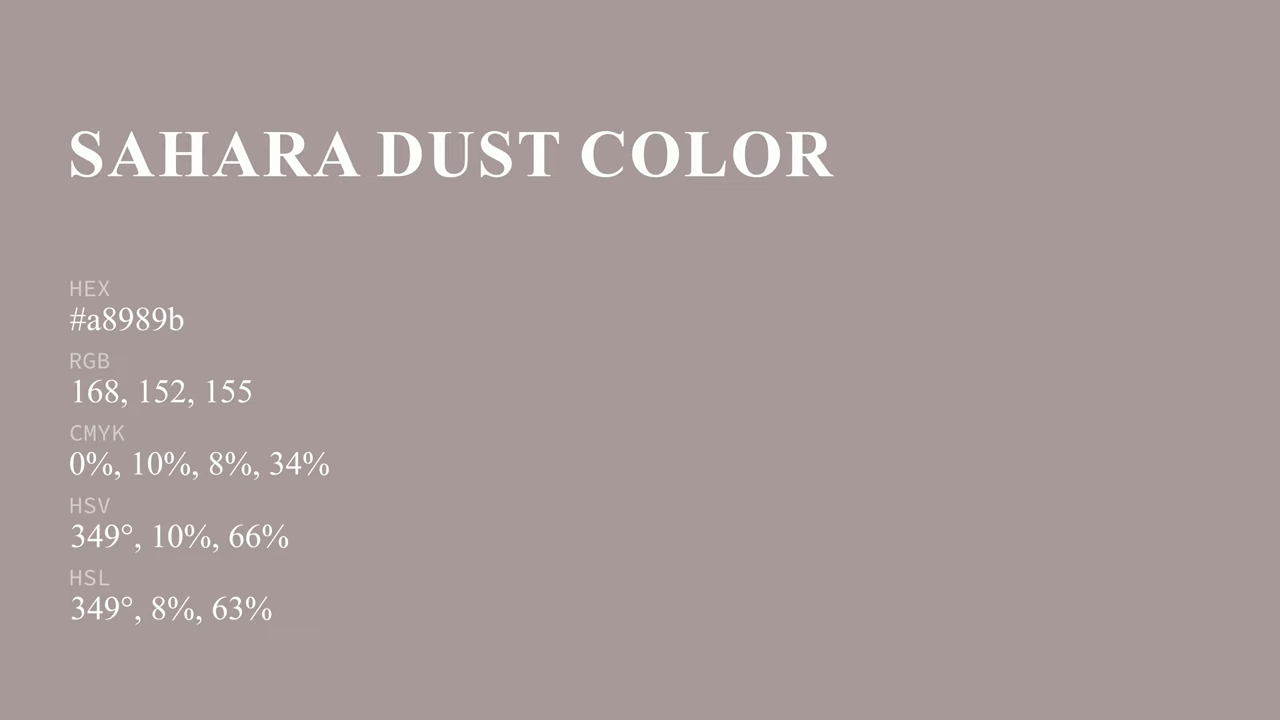 SAHARA DUST COLOR
HEX
#a8989b
RGB
168, 152, 155
CMYK
0%, 10%, 8%, 34%
HSV
349°, 10%, 66%
HSL
349°, 8%, 63%